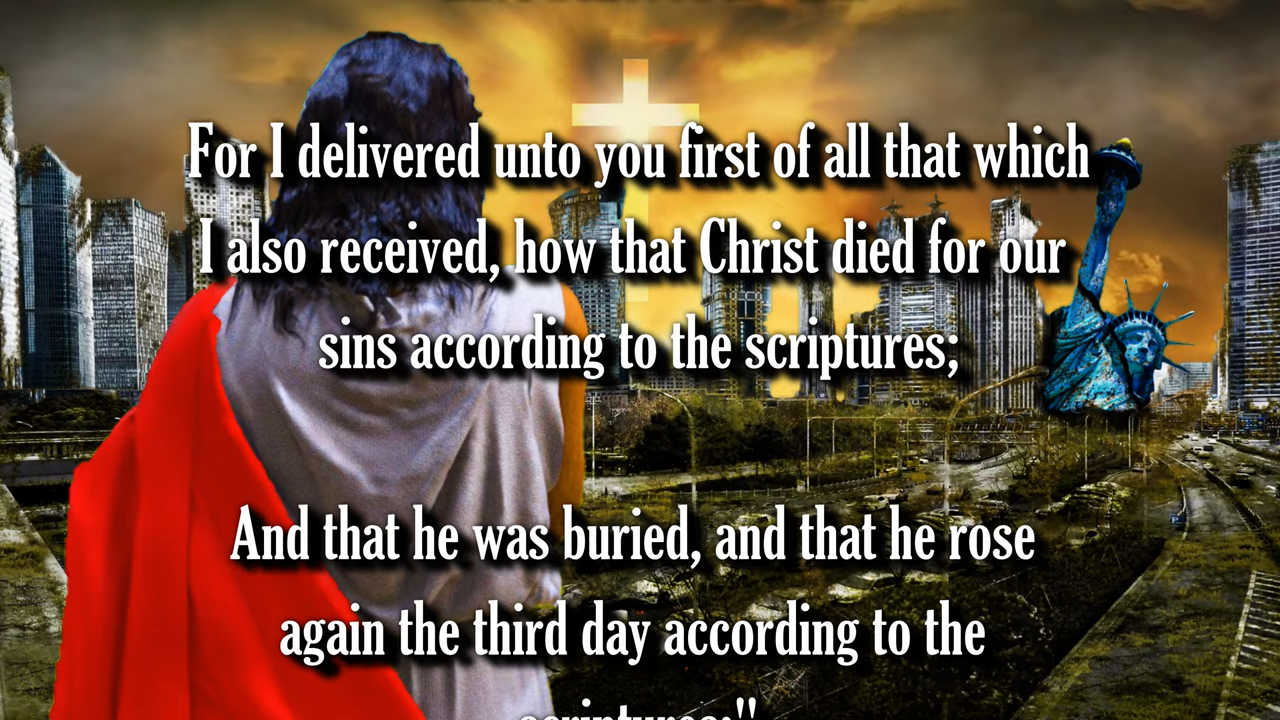 For I delivered unto you first of all that which
I also received, how that Christ died for our
sins according to the scriptures;
And that he was buried, and that he rose
again the third day according to the
scriptures:"